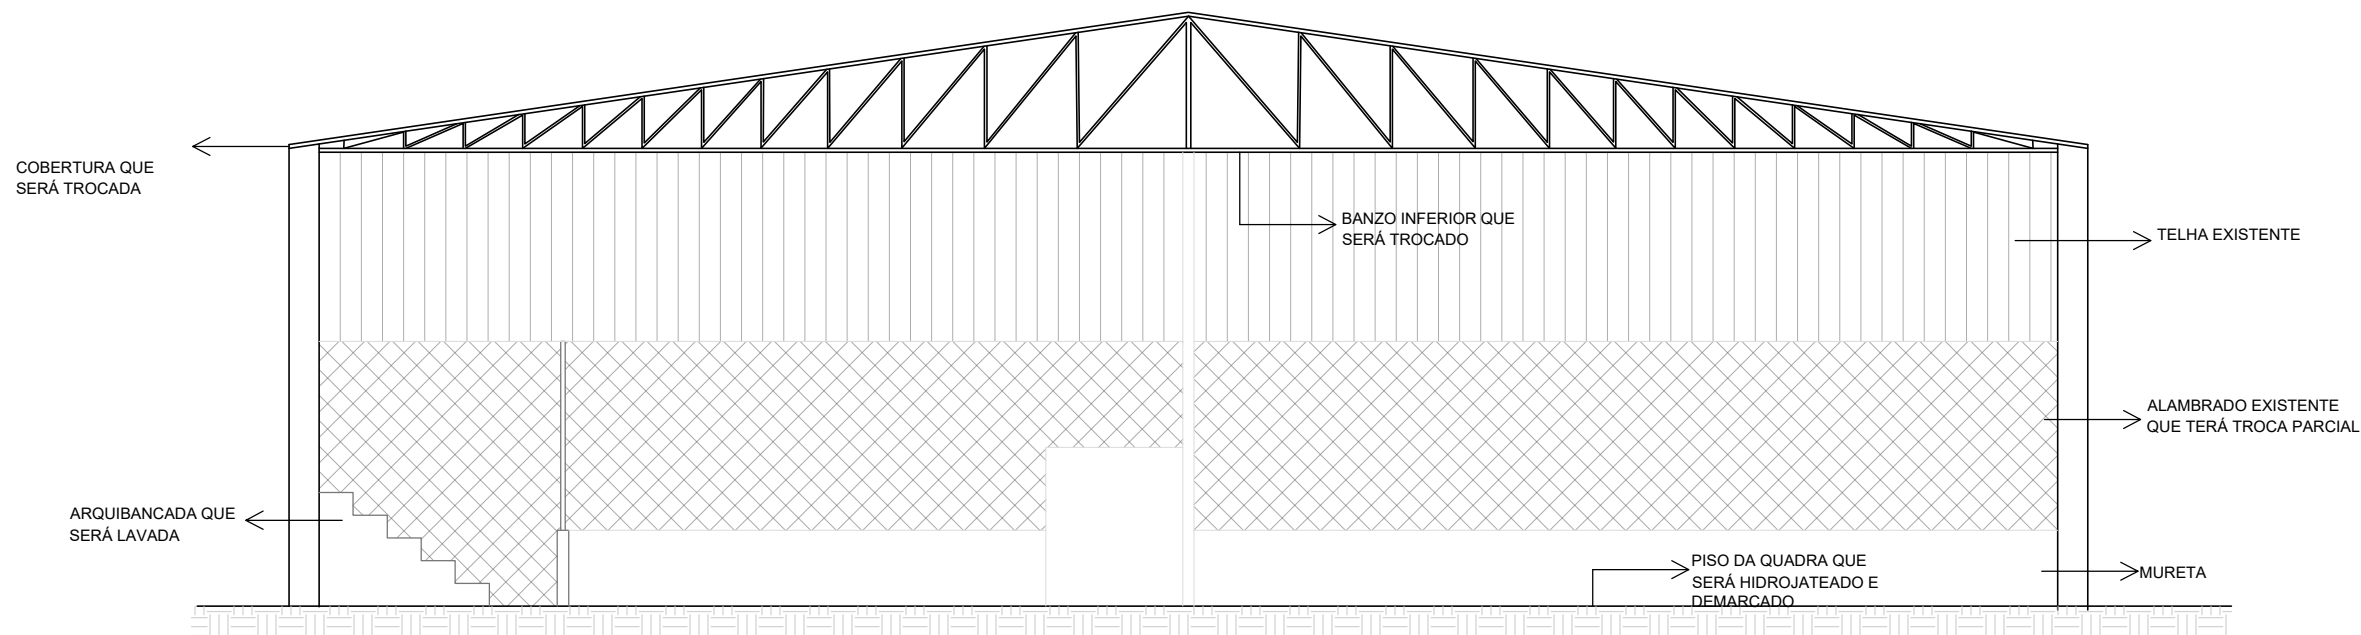 COBERTURA QUE
SERÁ TROCADA
BANZO INFERIOR QUE
SERÁ TROCADO
TELHA EXISTENTE
ALAMBRADO EXISTENTE
QUE TERÁ TROCA PARCIAL
ARQUIBANCADA QUE
SERÁ LAVADA
PISO DA QUADRA QUE
SERÁ HIDROJATEADO E
DEMARCADO
MURETA